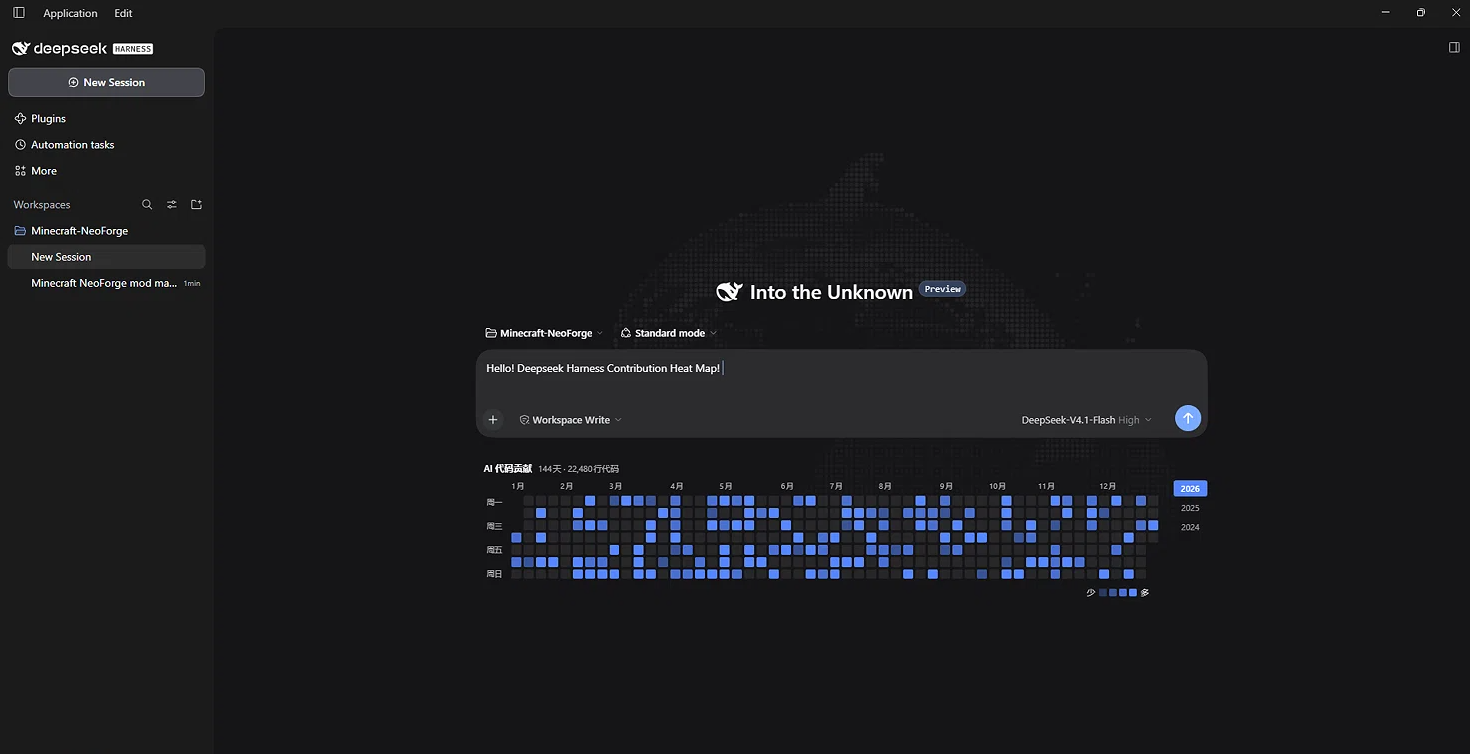 Application Edit
deepseek HARNESS
New Session
Plugins
Automation tasks
More
Workspaces
Minecraft-NeoForge
New Session
Minecraft NeoForge mod ma... 1min
Into the Unknown Preview
Minecraft-NeoForge Standard mode
Hello! Deepseek Harness Contribution Heat Map!
Workspace Write DeepSeek-V4.1-Flash High
AI 代码贡献 144天 · 22,480行代码
1月 2月 3月 4月 5月 6月 7月 8月 9月 10月 11月 12月
2026
周一
2025
周三
2024
周五
周日
少 多